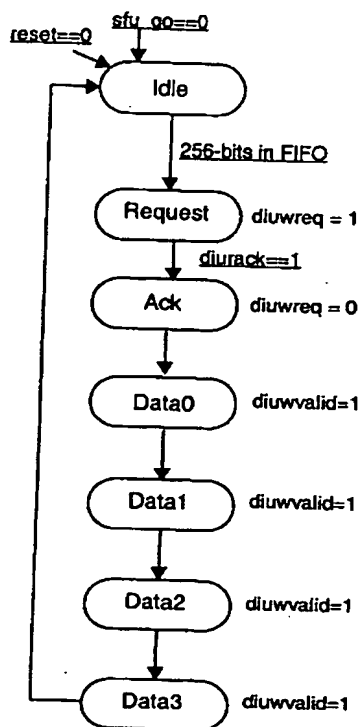 sfu_go==0
reset==0
Idle
256-bits in FIFO
Request diuwreq = 1
diurack==1
Ack diuwreq = 0
Data0 diuwvalid=1
Data1 diuwvalid=1
Data2 diuwvalid=1
Data3 diuwvalid=1